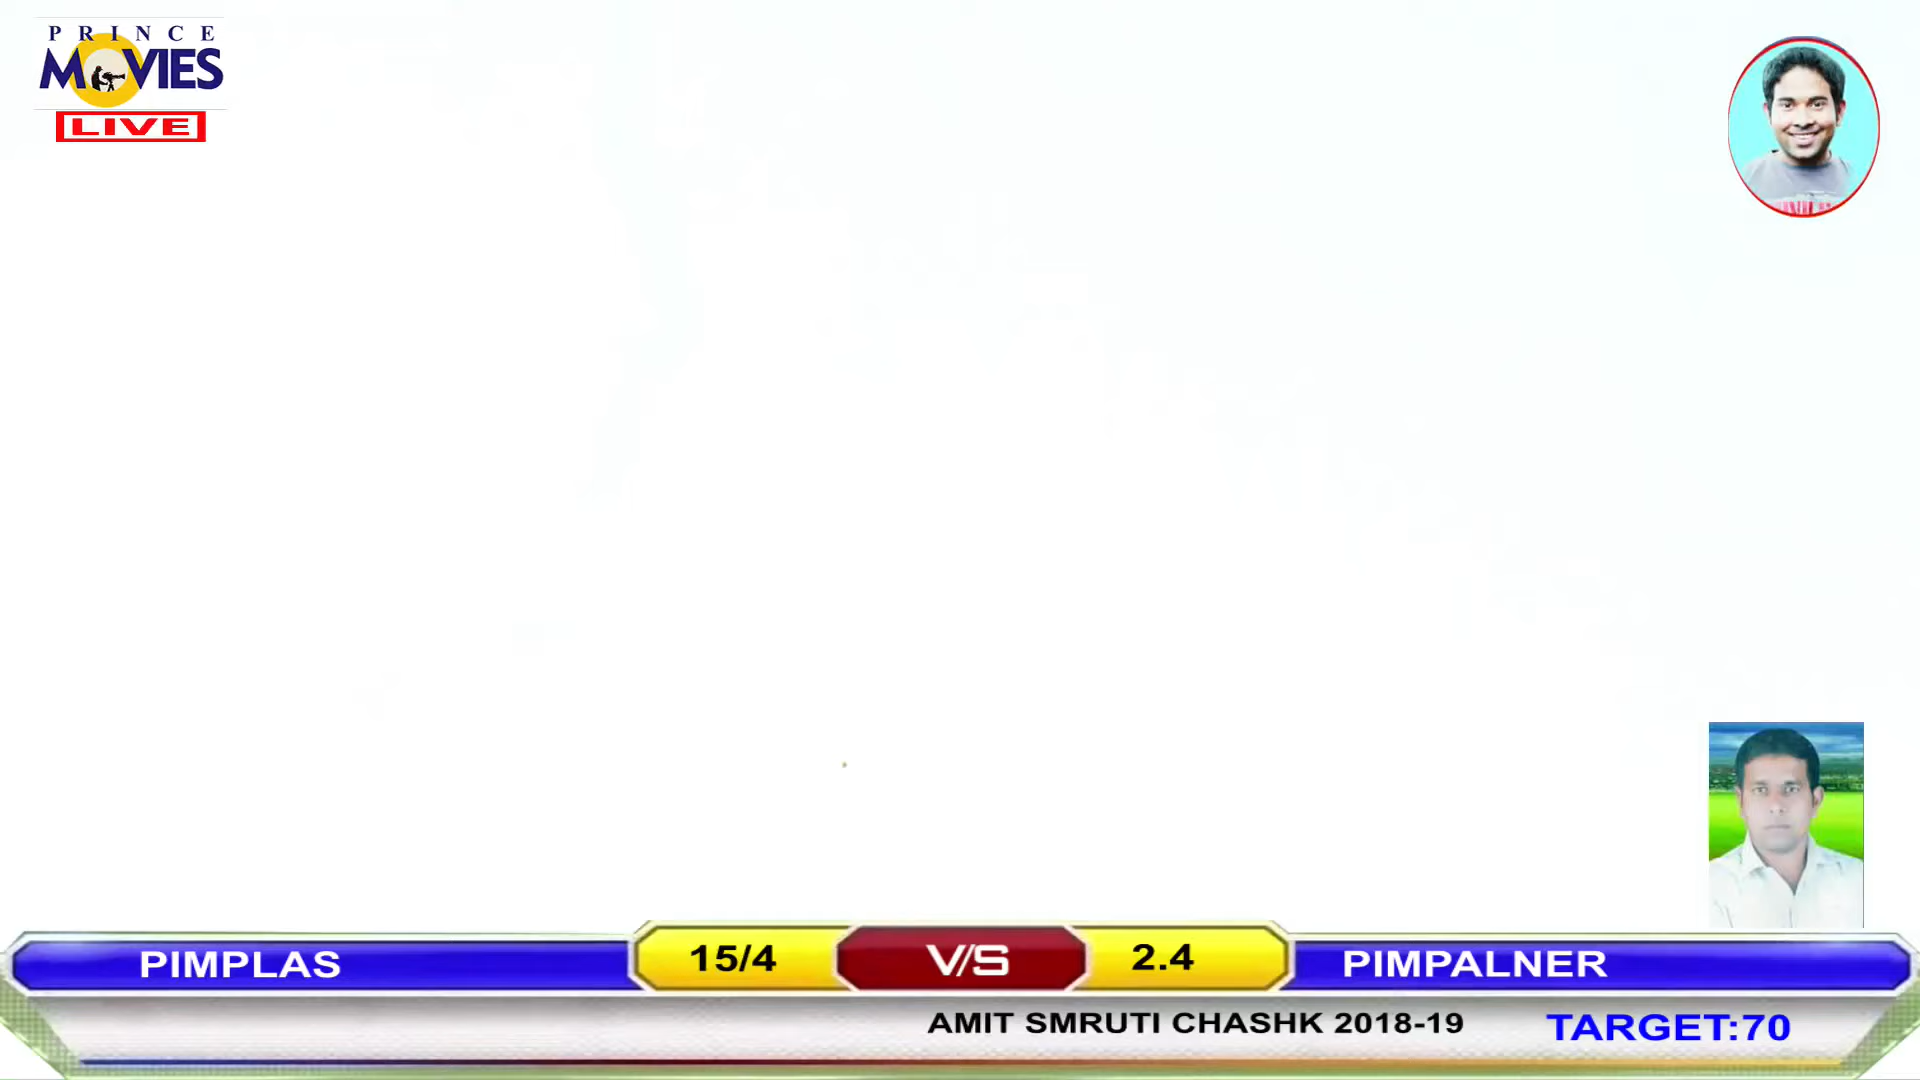 PRINCE
MOVIES
LIVE
PIMPLAS 15/4 V/S 2.4 PIMPALNER
AMIT SMRUTI CHASHK 2018-19 TARGET:70